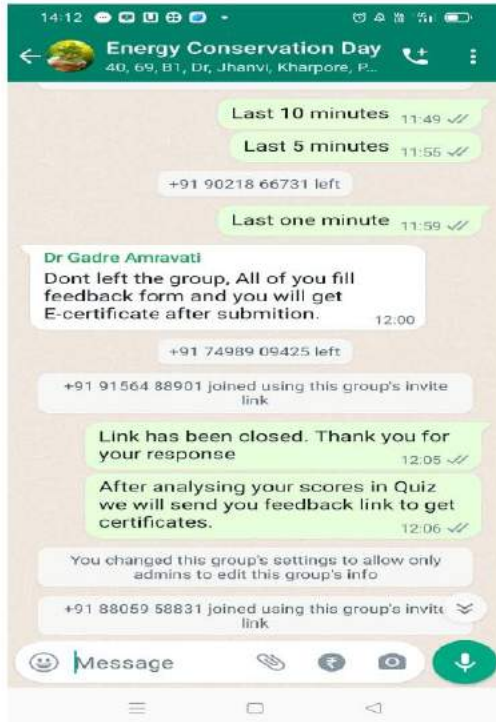 14:12
Energy Conservation Day
40, 69, B1, Dr, Jhanvi, Kharpore, P...
Last 10 minutes 11:49
Last 5 minutes 11:55
+91 90218 66731 left
Last one minute 11:59
Dr Gadre Amravati
Dont left the group, All of you fill
feedback form and you will get
E-certificate after submition. 12:00
+91 74989 09425 left
+91 91564 88901 joined using this group's invite
link
Link has been closed. Thank you for
your response 12:05
After analysing your scores in Quiz
we will send you feedback link to get
certificates. 12:06
You changed this group's settings to allow only
admins to edit this group's info
+91 88059 58831 joined using this group's invite
link
Message